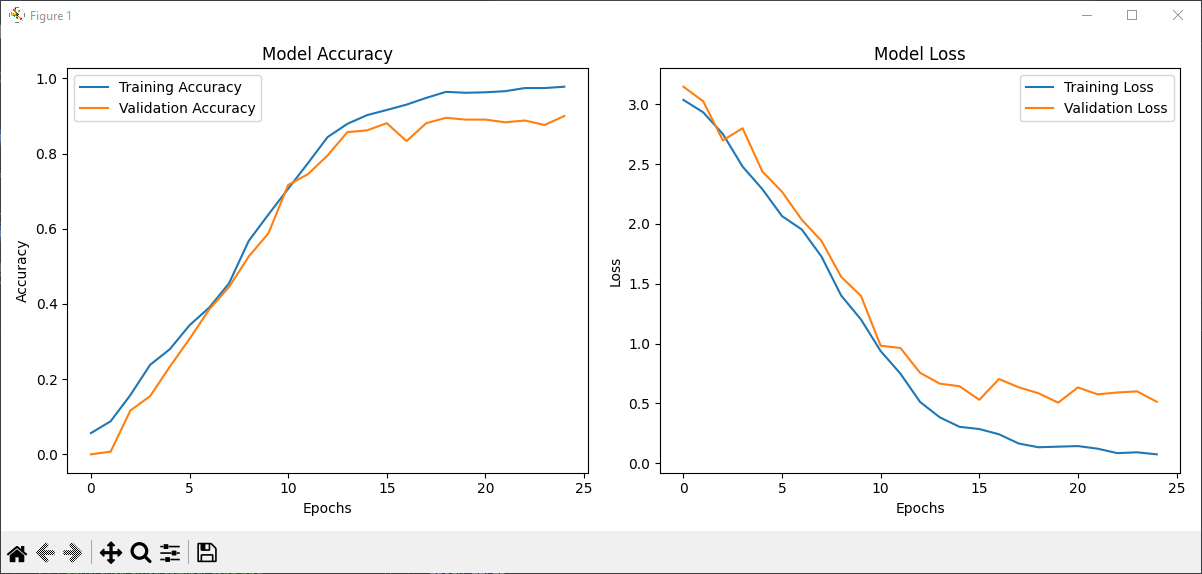 Figure 1
Model Accuracy
Training Accuracy
Validation Accuracy
1.0
0.8
0.6
0.4
0.2
0.0
Accuracy
0 5 10 15 20 25
Epochs
Model Loss
Training Loss
Validation Loss
3.0
2.5
2.0
1.5
1.0
0.5
0.0
Loss
0 5 10 15 20 25
Epochs